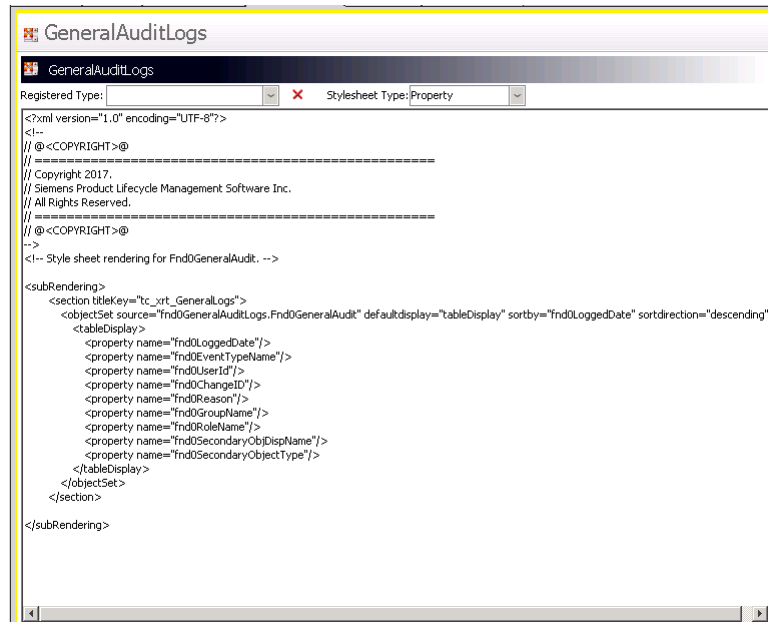 GeneralAuditLogs
GeneralAuditLogs
Registered Type: Stylesheet Type: Property
<?xml version="1.0" encoding="UTF-8"?>
<!--
// @<COPYRIGHT>@
// ==================================================
// Copyright 2017.
// Siemens Product Lifecycle Management Software Inc.
// All Rights Reserved.
// ==================================================
// @<COPYRIGHT>@
-->
<!-- Style sheet rendering for Fnd0GeneralAudit. -->
<subRendering>
<section titleKey="tc_xrt_GeneralLogs">
<objectSet source="fnd0GeneralAuditLogs.Fnd0GeneralAudit" defaultdisplay="tableDisplay" sortby="fnd0LoggedDate" sortdirection="descending"
<tableDisplay>
<property name="fnd0LoggedDate"/>
<property name="fnd0EventTypeName"/>
<property name="fnd0UserId"/>
<property name="fnd0ChangeID"/>
<property name="fnd0Reason"/>
<property name="fnd0GroupName"/>
<property name="fnd0RoleName"/>
<property name="fnd0SecondaryObjDispName"/>
<property name="fnd0SecondaryObjectType"/>
</tableDisplay>
</objectSet>
</section>
</subRendering>